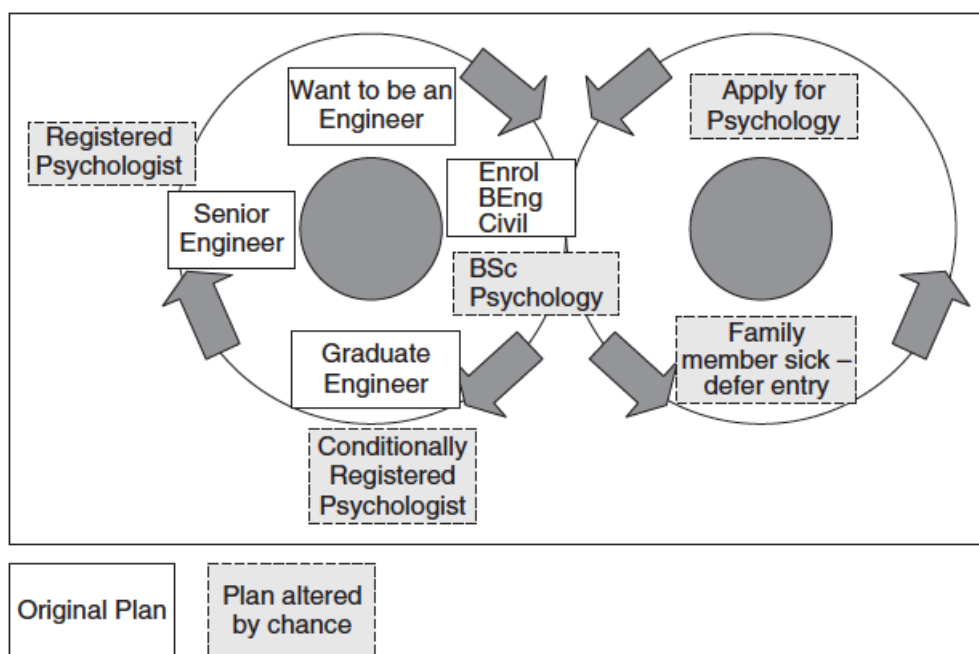 Want to be an
Engineer
Apply for
Psychology
Registered
Psychologist
Enrol
BEng
Civil
Senior
Engineer
BSc
Psychology
Family
member sick –
defer entry
Graduate
Engineer
Conditionally
Registered
Psychologist
Original Plan
Plan altered
by chance